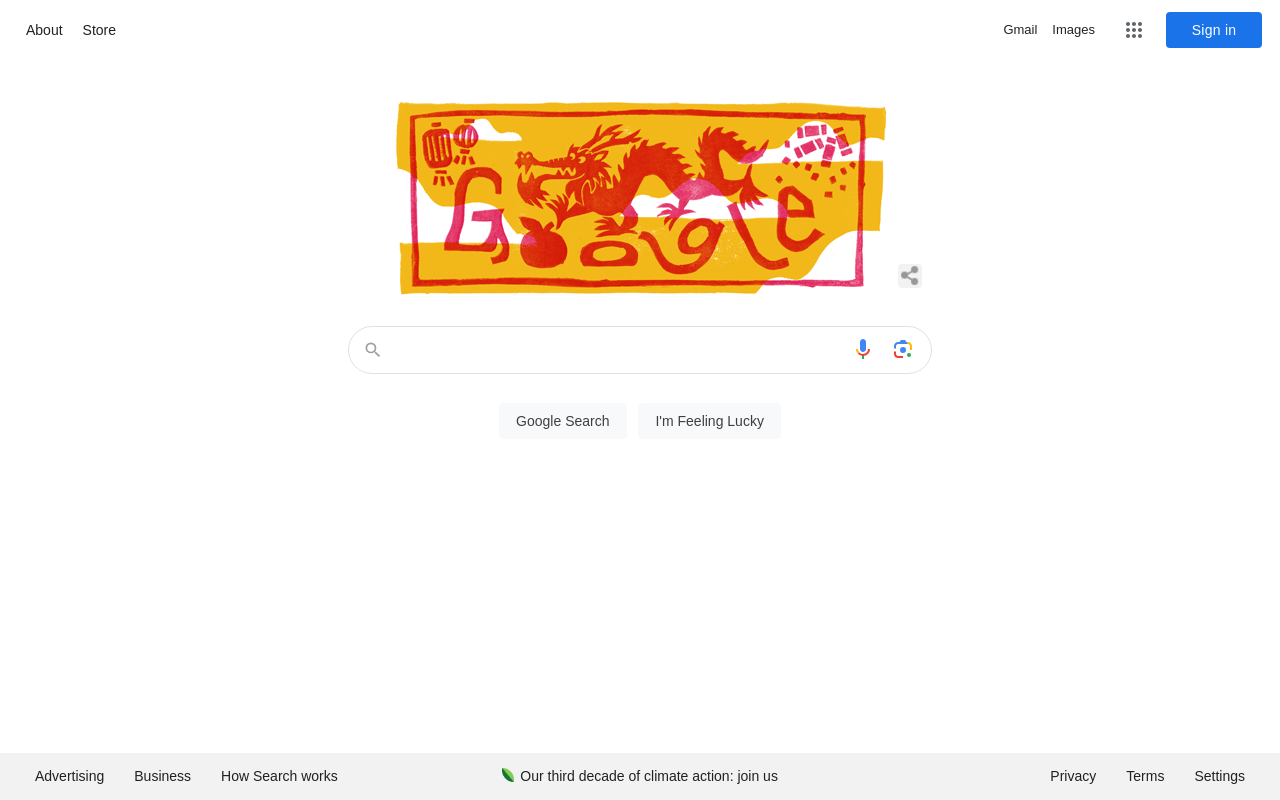 About Store Gmail Images Sign in
Google
Google Search I'm Feeling Lucky
Advertising Business How Search works Our third decade of climate action: join us Privacy Terms Settings